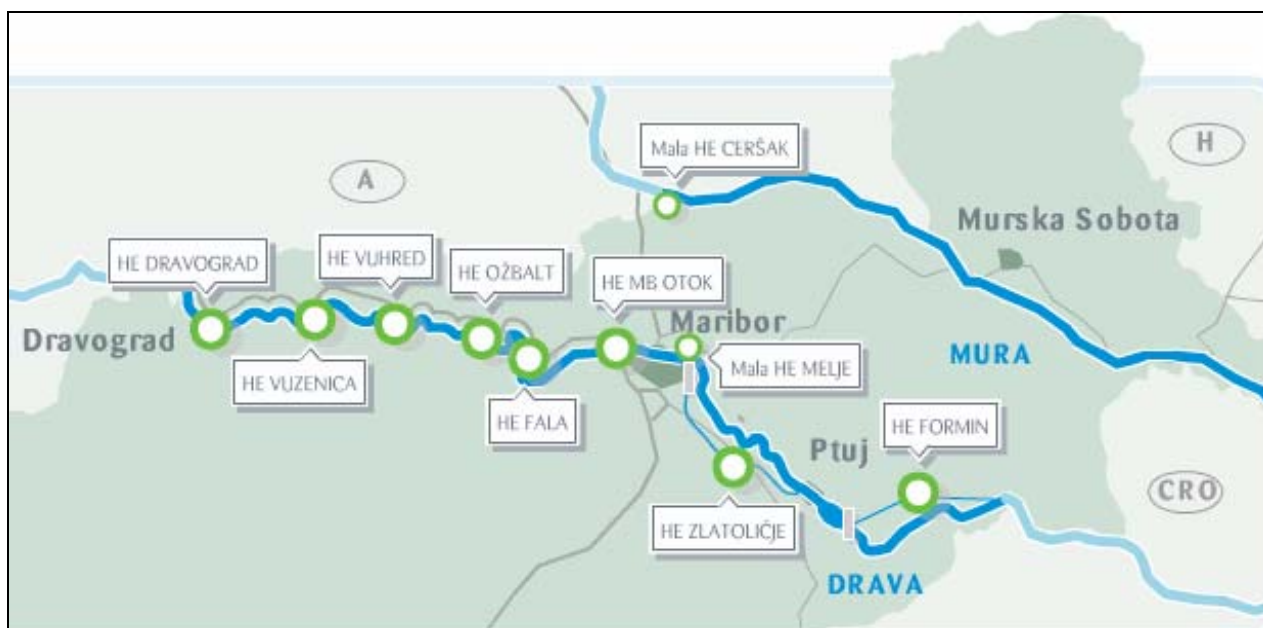 Mala HE CERŠAK
H
A
Murska Sobota
HE DRAVOGRAD
HE VUHRED
HE OŽBALT
HE MB OTOK
Maribor
Dravograd
MURA
Mala HE MELJE
HE VUZENICA
HE FALA
HE FORMIN
Ptuj
CRO
HE ZLATOLIČJE
DRAVA